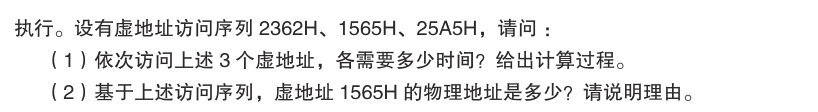 执行。设有虚地址访问序列 2362H、1565H、25A5H，请问：
（1）依次访问上述 3 个虚地址，各需要多少时间？给出计算过程。
（2）基于上述访问序列，虚地址 1565H 的物理地址是多少？请说明理由。